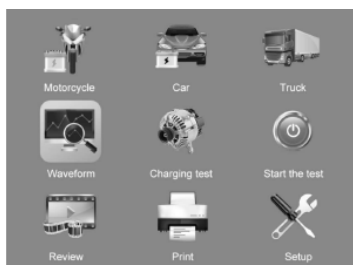 Motorcycle
Car
Truck
Waveform
Charging test
Start the test
Review
Print
Setup